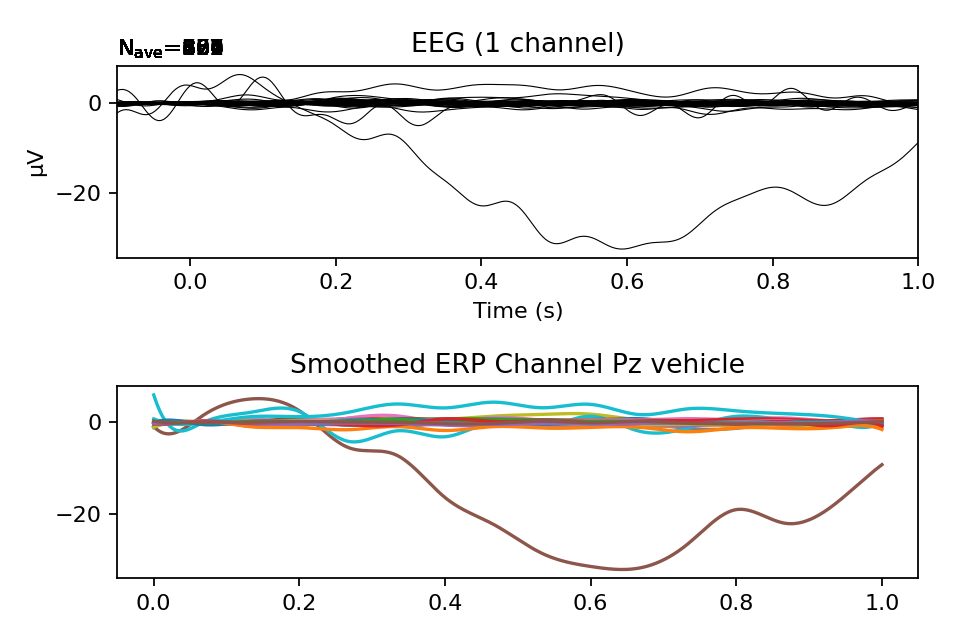 EEG (1 channel)
Nave=
0
−20
µV
0.0 0.2 0.4 0.6 0.8 1.0
Time (s)
Smoothed ERP Channel Pz vehicle
0
−20
0.0 0.2 0.4 0.6 0.8 1.0